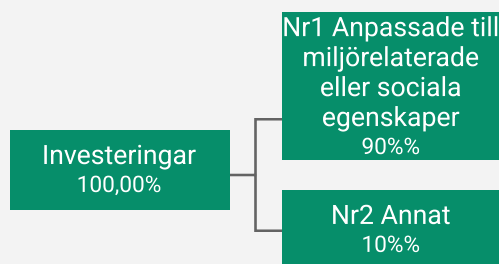 Nr1 Anpassade till
miljörelaterade
eller sociala
egenskaper
90%%
Investeringar
100,00%
Nr2 Annat
10%%